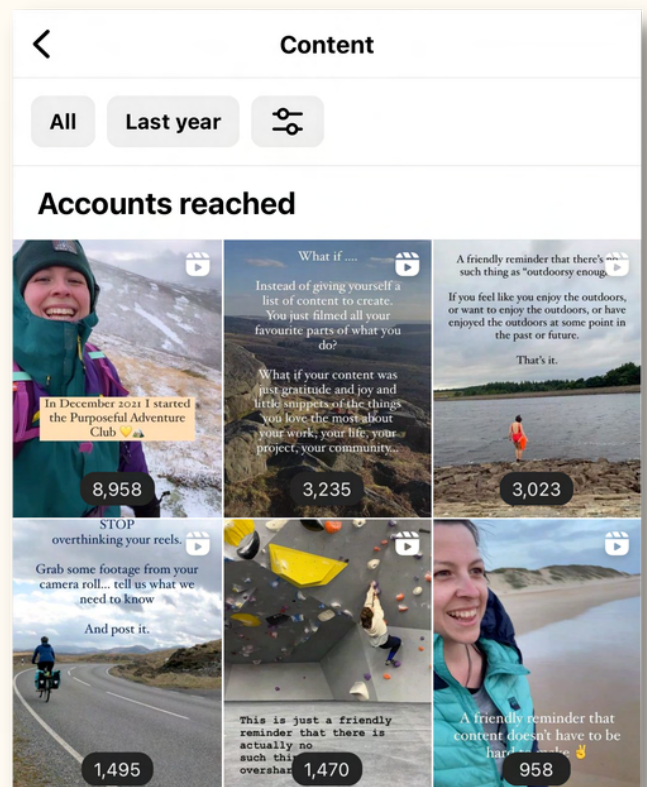 Content
All
Last year
Accounts reached
In December 2021 I started
the Purposeful Adventure
Club 💛🏔️
8,958
What if ....
Instead of giving yourself a
list of content to create.
You just filmed all your
favourite parts of what you
do?
What if your content was
just gratitude and joy and
little snippets of the things
you love the most about
your work, your life, your
project, your community...
3,235
A friendly reminder that there's
such thing as "outdoorsy
If you feel like you enjoy the outdoors,
or want to enjoy the outdoors, or have
enjoyed the outdoors at some point in
the past or future.
That's it.
3,023
STOP
overthinking your reels.
Grab some footage from your
camera roll... tell us what we
need to know
And post it.
1,495
This is just a friendly
reminder that there is
actually no
such
1,470
A friendly reminder that
content doesn't have to be
✌️
958